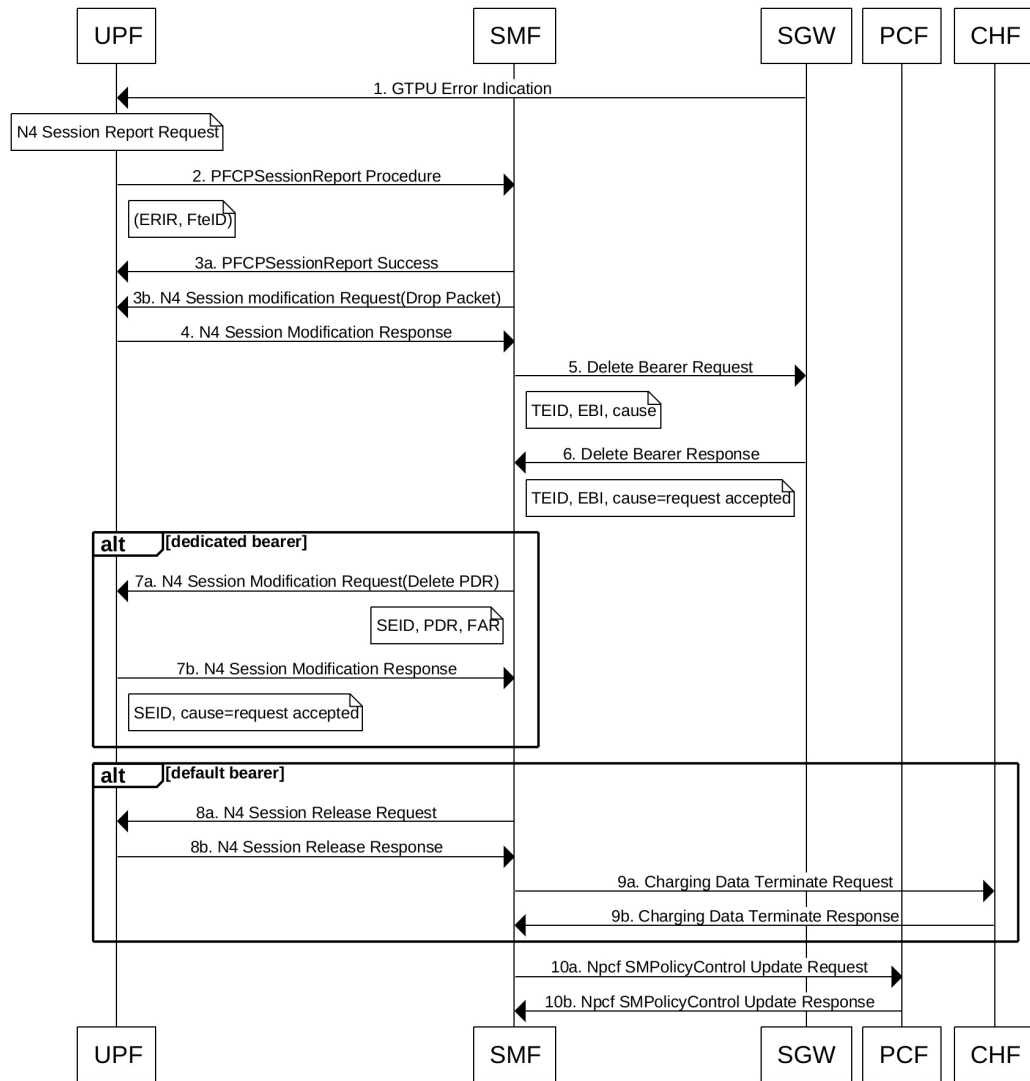 UPF
SMF
SGW
PCF
CHF
1. GTPU Error Indication
N4 Session Report Request
2. PFCPSessionReport Procedure
(ERIR, FteID)
3a. PFCPSessionReport Success
3b. N4 Session modification Request(Drop Packet)
4. N4 Session Modification Response
5. Delete Bearer Request
TEID, EBI, cause
6. Delete Bearer Response
TEID, EBI, cause=request accepted
alt [dedicated bearer]
7a. N4 Session Modification Request(Delete PDR)
SEID, PDR, FAR
7b. N4 Session Modification Response
SEID, cause=request accepted
alt [default bearer]
8a. N4 Session Release Request
8b. N4 Session Release Response
9a. Charging Data Terminate Request
9b. Charging Data Terminate Response
10a. Npcf SMPolicyControl Update Request
10b. Npcf SMPolicyControl Update Response
UPF
SMF
SGW
PCF
CHF